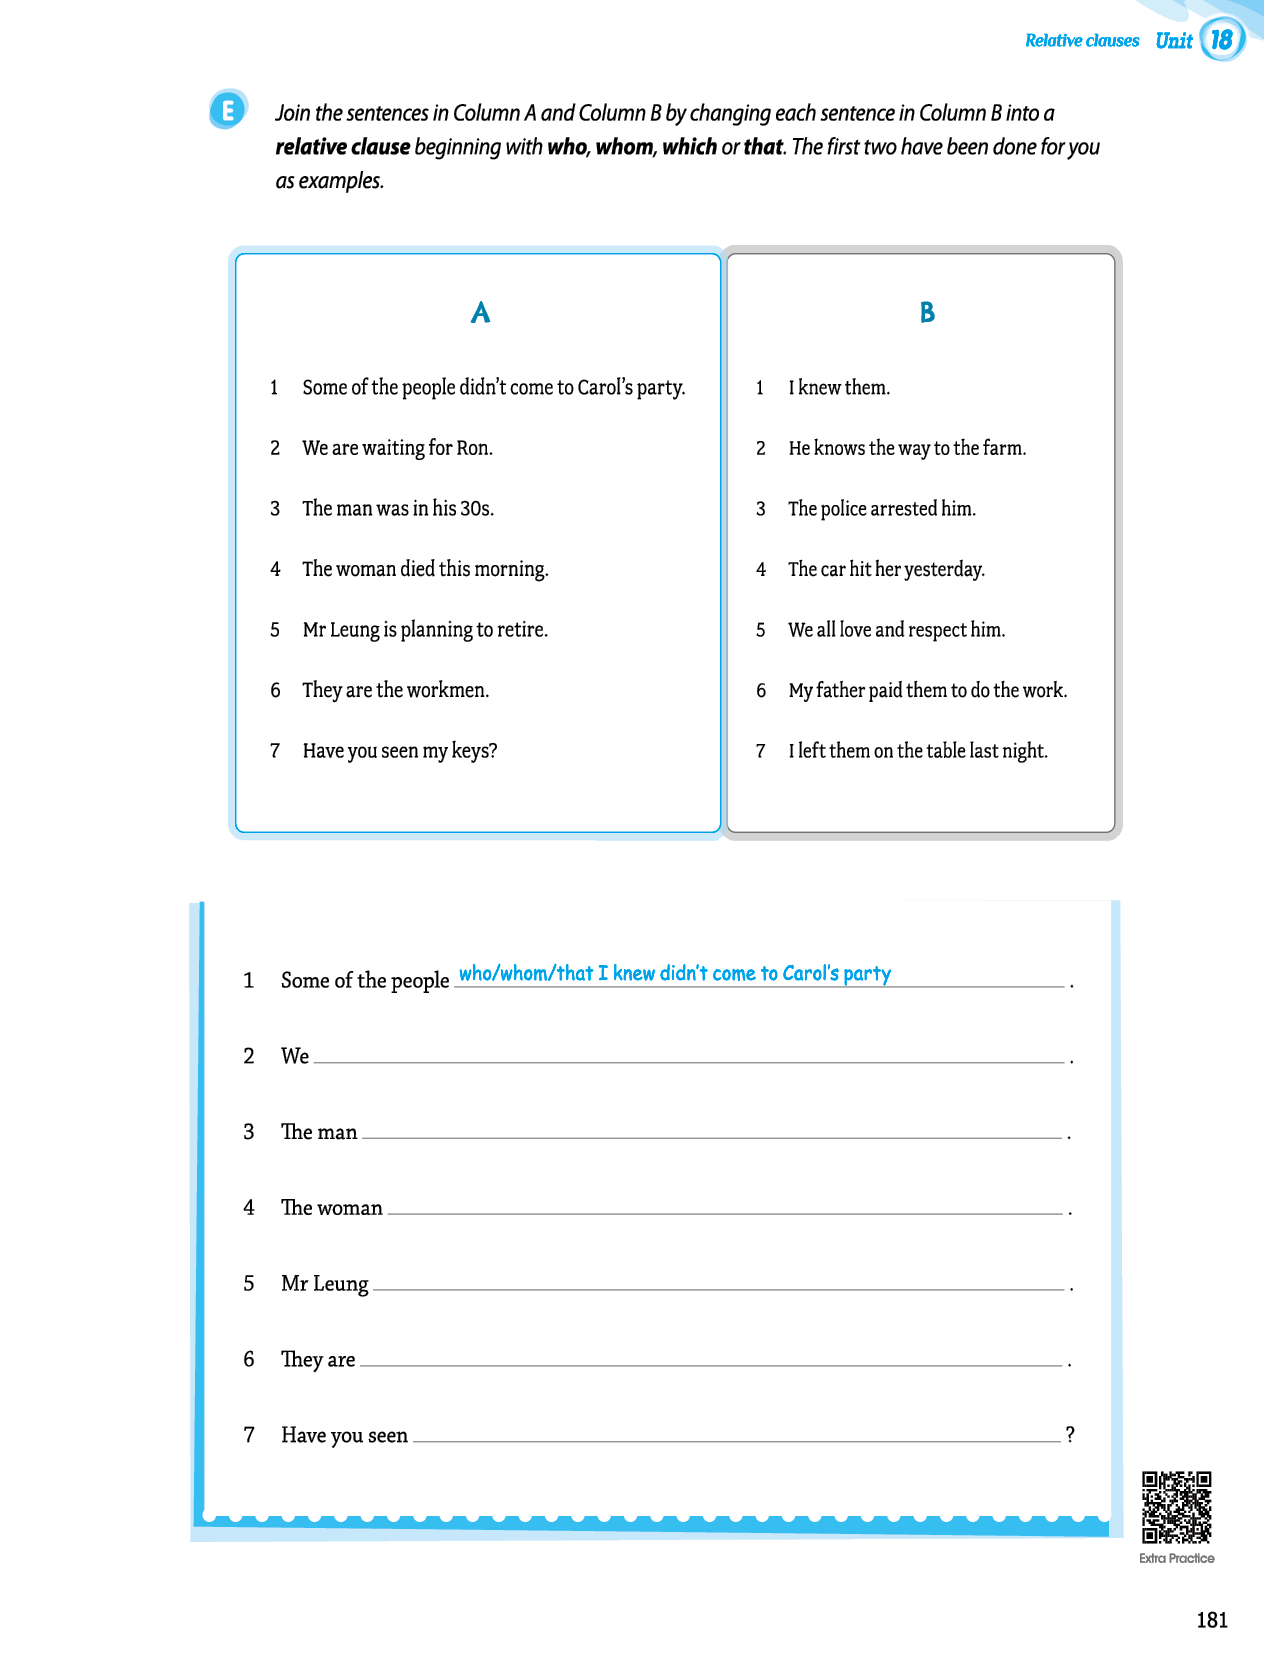 Relative clauses Unit 18
E Join the sentences in Column A and Column B by changing each sentence in Column B into a
relative clause beginning with who, whom, which or that. The first two have been done for you
as examples.
A
1 Some of the people didn't come to Carol's party.
2 We are waiting for Ron.
3 The man was in his 30s.
4 The woman died this morning.
5 Mr Leung is planning to retire.
6 They are the workmen.
7 Have you seen my keys?
B
1 I knew them.
2 He knows the way to the farm.
3 The police arrested him.
4 The car hit her yesterday.
5 We all love and respect him.
6 My father paid them to do the work.
7 I left them on the table last night.
1 Some of the people who/whom/that I knew didn't come to Carol's party .
2 We .
3 The man .
4 The woman .
5 Mr Leung .
6 They are .
7 Have you seen ?
Extra Practice
181